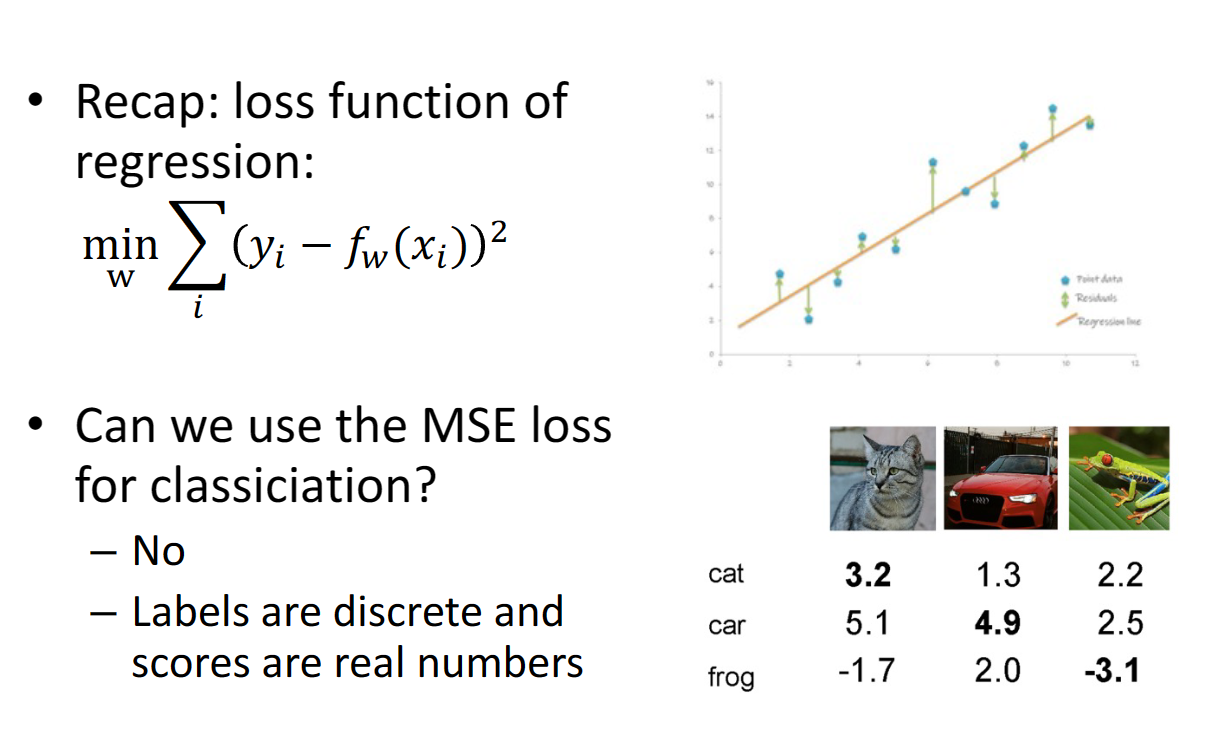 • Recap: loss function of
regression:
min_w ∑_i (y_i − f_w(x_i))²
16
14
12
10
8
6
4
2
0
0 2 4 6 8 10 12
Point data
Residuals
Regression line
• Can we use the MSE loss
for classiciation?
– No
– Labels are discrete and
scores are real numbers
cat 3.2 1.3 2.2
car 5.1 4.9 2.5
frog -1.7 2.0 -3.1